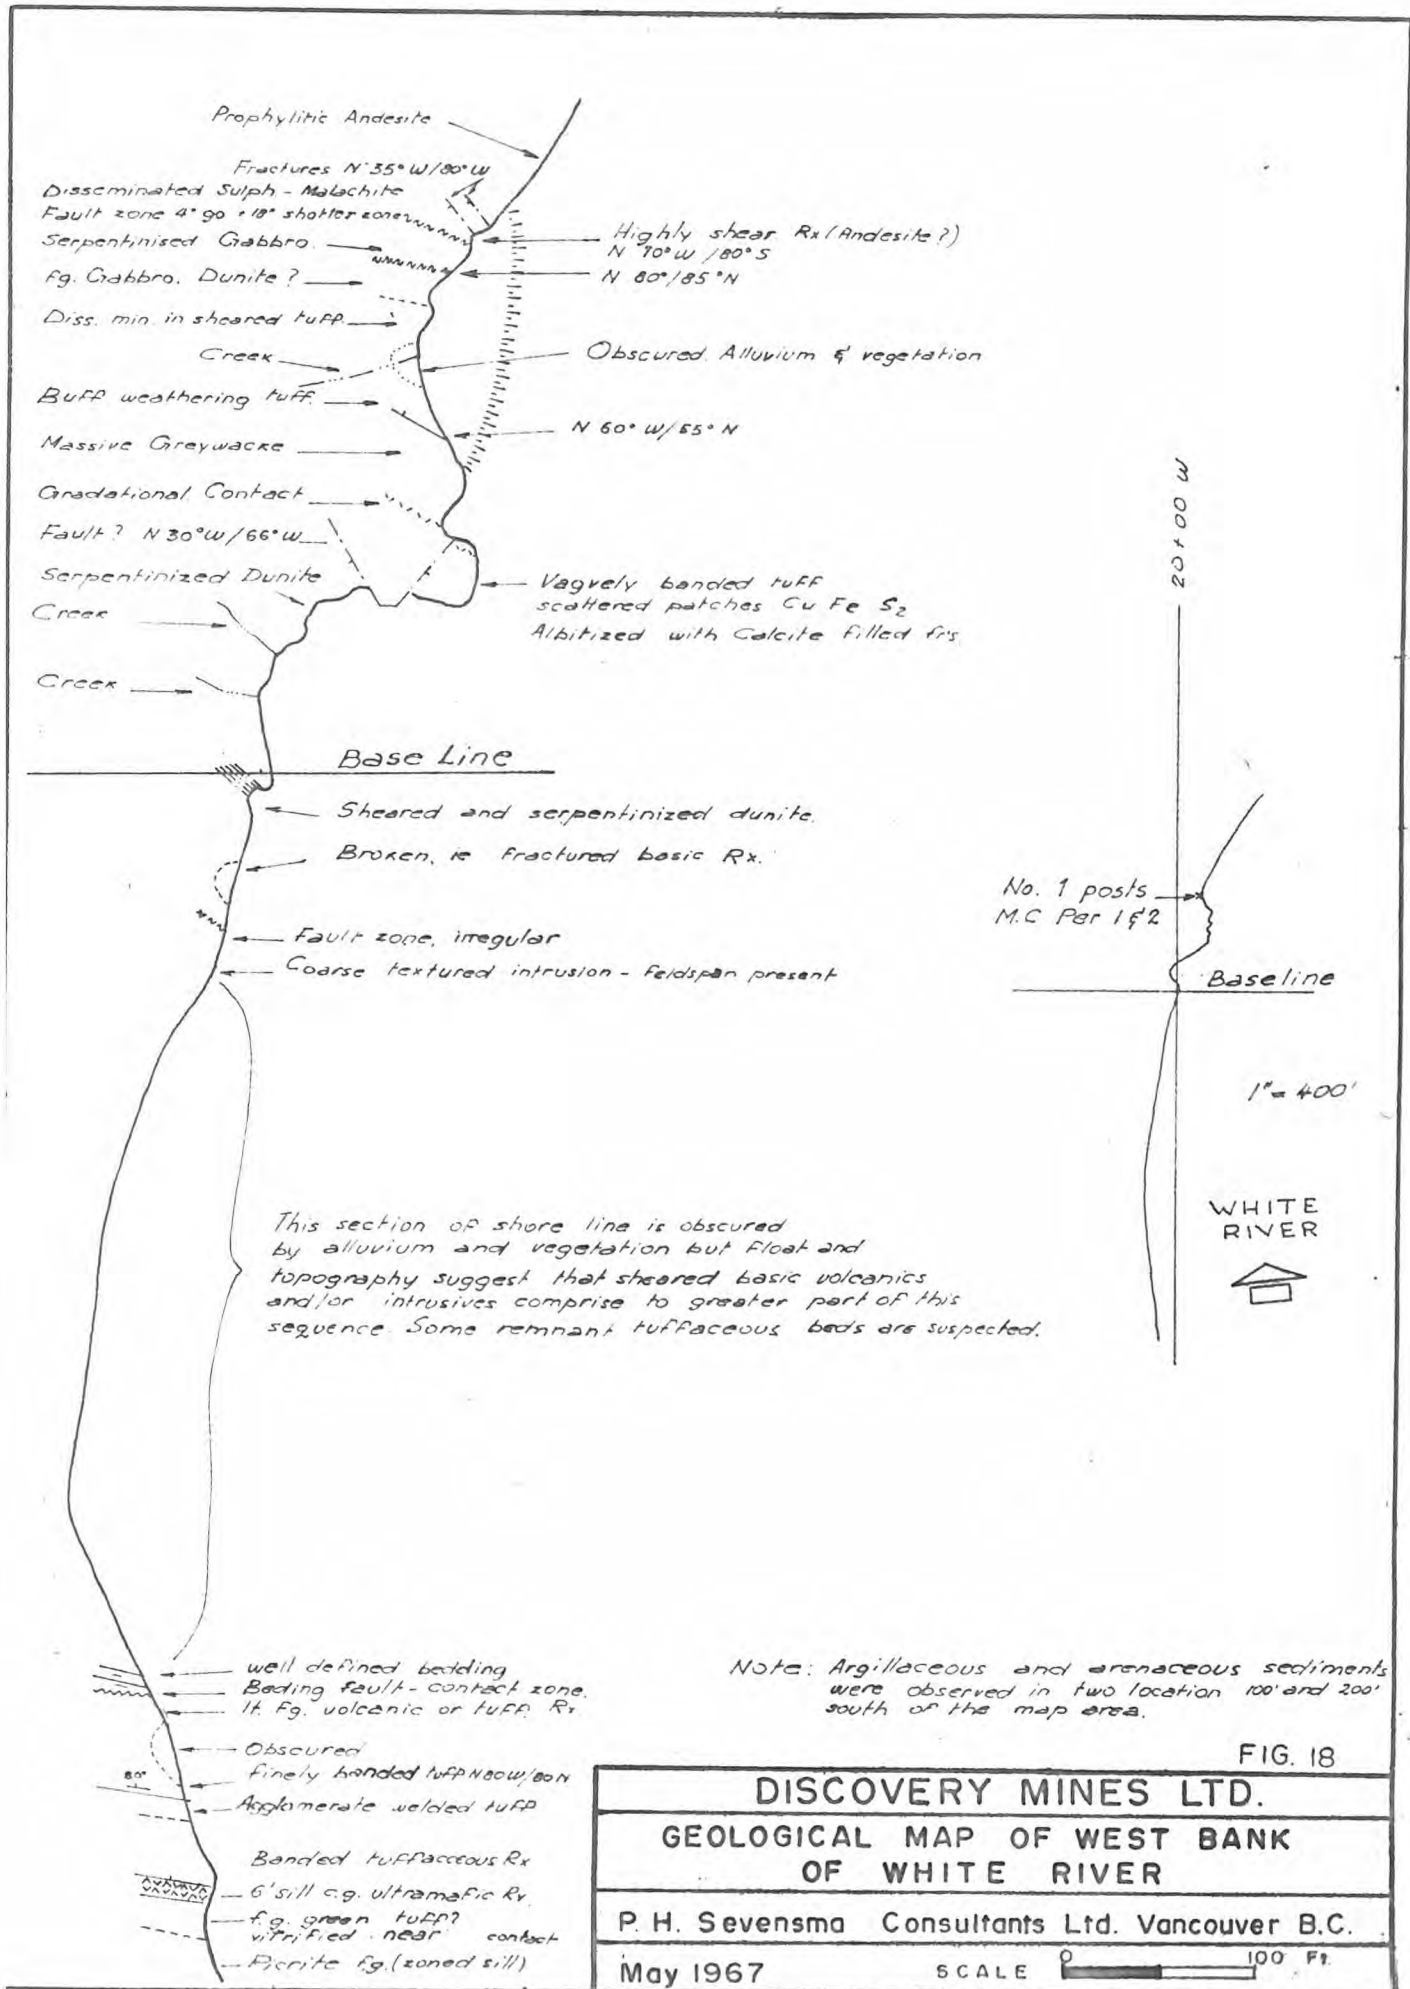 Prophylitic Andesite
Fractures N 35° W/80° W
Disseminated Sulph - Malachite
Fault zone 4" go + 18" shatter zone
Serpentinised Gabbro
Fg. Gabbro. Dunite ?
Diss. min. in sheared tuff.
Creek
Buff weathering tuff.
Massive Greywacke
Gradational Contact
Fault ? N 30° W/66° W
Serpentinized Dunite
Creek
Creek
Highly shear Rx (Andesite ?)
N 70° W /80° S
N 80°/85° N
Obscured. Alluvium & vegetation
N 60° W/55° N
Vagvely banded tuff
scattered patches Cu Fe S2
Albitized with Calcite filled fr's.
Base Line
Sheared and serpentinized dunite.
Broken, ie fractured basic Rx.
Fault zone, irregular
Coarse textured intrusion - feldspan present
20+00 W
No. 1 posts
M.C Per 1 & 2
Baseline
1" = 400'
WHITE
RIVER
This section of shore line is obscured
by alluvium and vegetation but float and
topography suggest that sheared basic volcanics
and/or intrusives comprise to greater part of this
sequence. Some remnant tuffaceous beds are suspected.
well defined bedding
Beding fault - contact zone.
lt. fg. volcanic or tuff. Rx
Obscured
80°
finely banded tuff N80W/80N
Agglomerate welded tuff
Banded tuffacceous Rx
6' sill c.g. ultramafic Rx
f.g. green tuff?
vitrified near contact
Picrite fg. (zoned sill)
Note: Argillaceous and arenaceous sediments
were observed in two location 100' and 200'
south of the map area.
FIG. 18
DISCOVERY MINES LTD.
GEOLOGICAL MAP OF WEST BANK
OF WHITE RIVER
P. H. Sevensma Consultants Ltd. Vancouver B.C.
May 1967 SCALE 0 100 Ft.